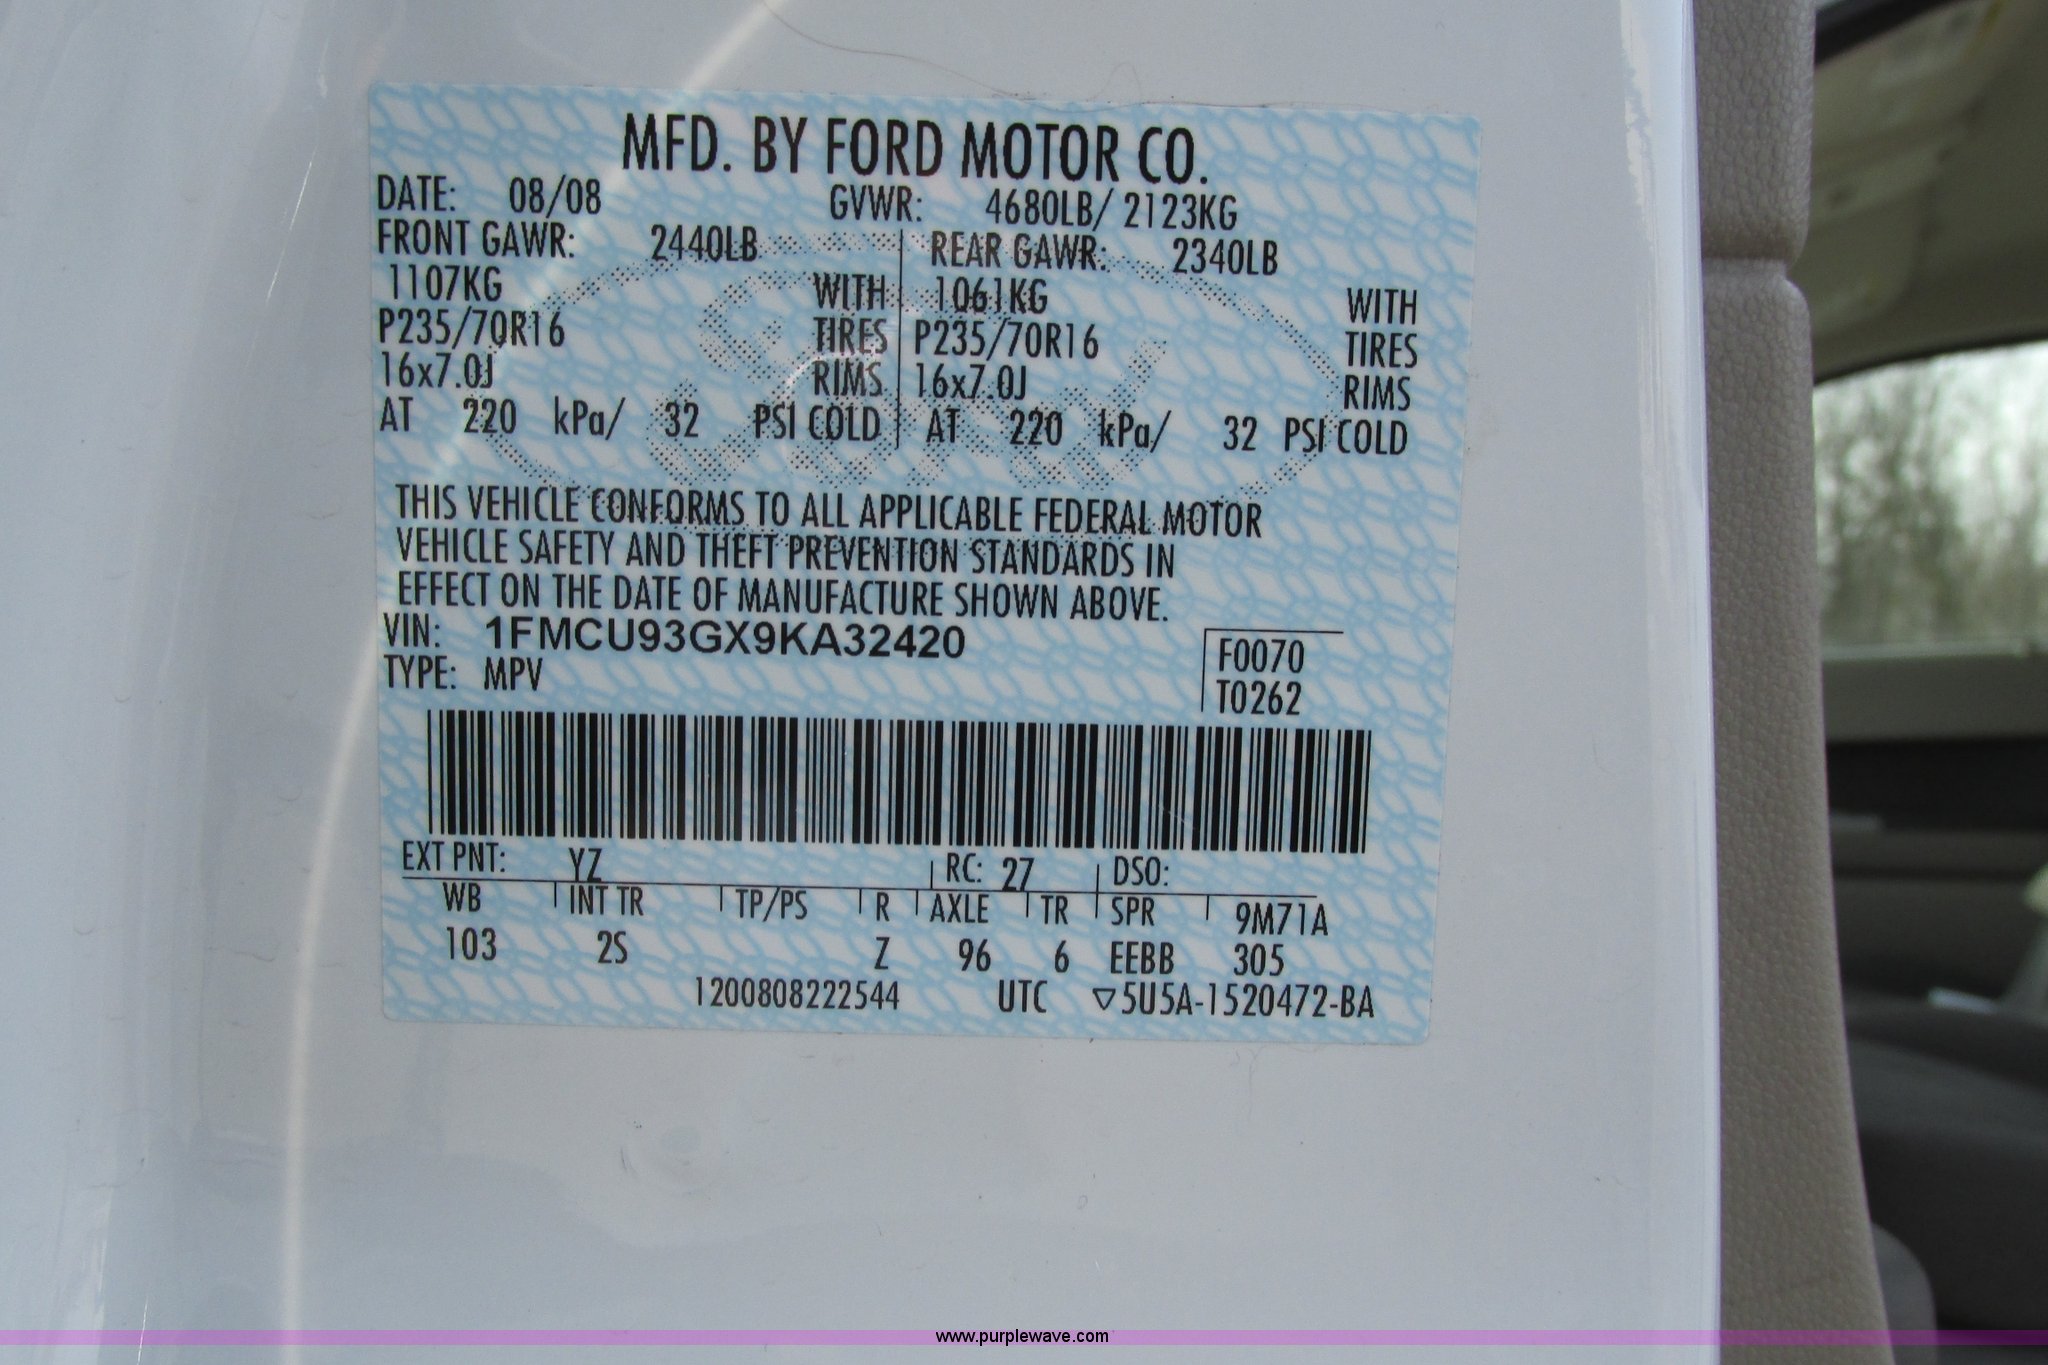 MFD. BY FORD MOTOR CO.
DATE: 08/08 GVWR: 4680LB/ 2123KG
FRONT GAWR: 2440LB REAR GAWR: 2340LB
1107KG WITH 1061KG WITH
P235/70R16 TIRES P235/70R16 TIRES
16x7.0J RIMS 16x7.0J RIMS
AT 220 kPa/ 32 PSI COLD AT 220 kPa/ 32 PSI COLD
THIS VEHICLE CONFORMS TO ALL APPLICABLE FEDERAL MOTOR
VEHICLE SAFETY AND THEFT PREVENTION STANDARDS IN
EFFECT ON THE DATE OF MANUFACTURE SHOWN ABOVE.
VIN: 1FMCU93GX9KA32420 F0070
TYPE: MPV T0262
EXT PNT: YZ RC: 27 DSO:
WB INT TR TP/PS R AXLE TR SPR 9M71A
103 2S Z 96 6 EEBB 305
1200808222544 UTC ▽5U5A-1520472-BA
www.purplewave.com